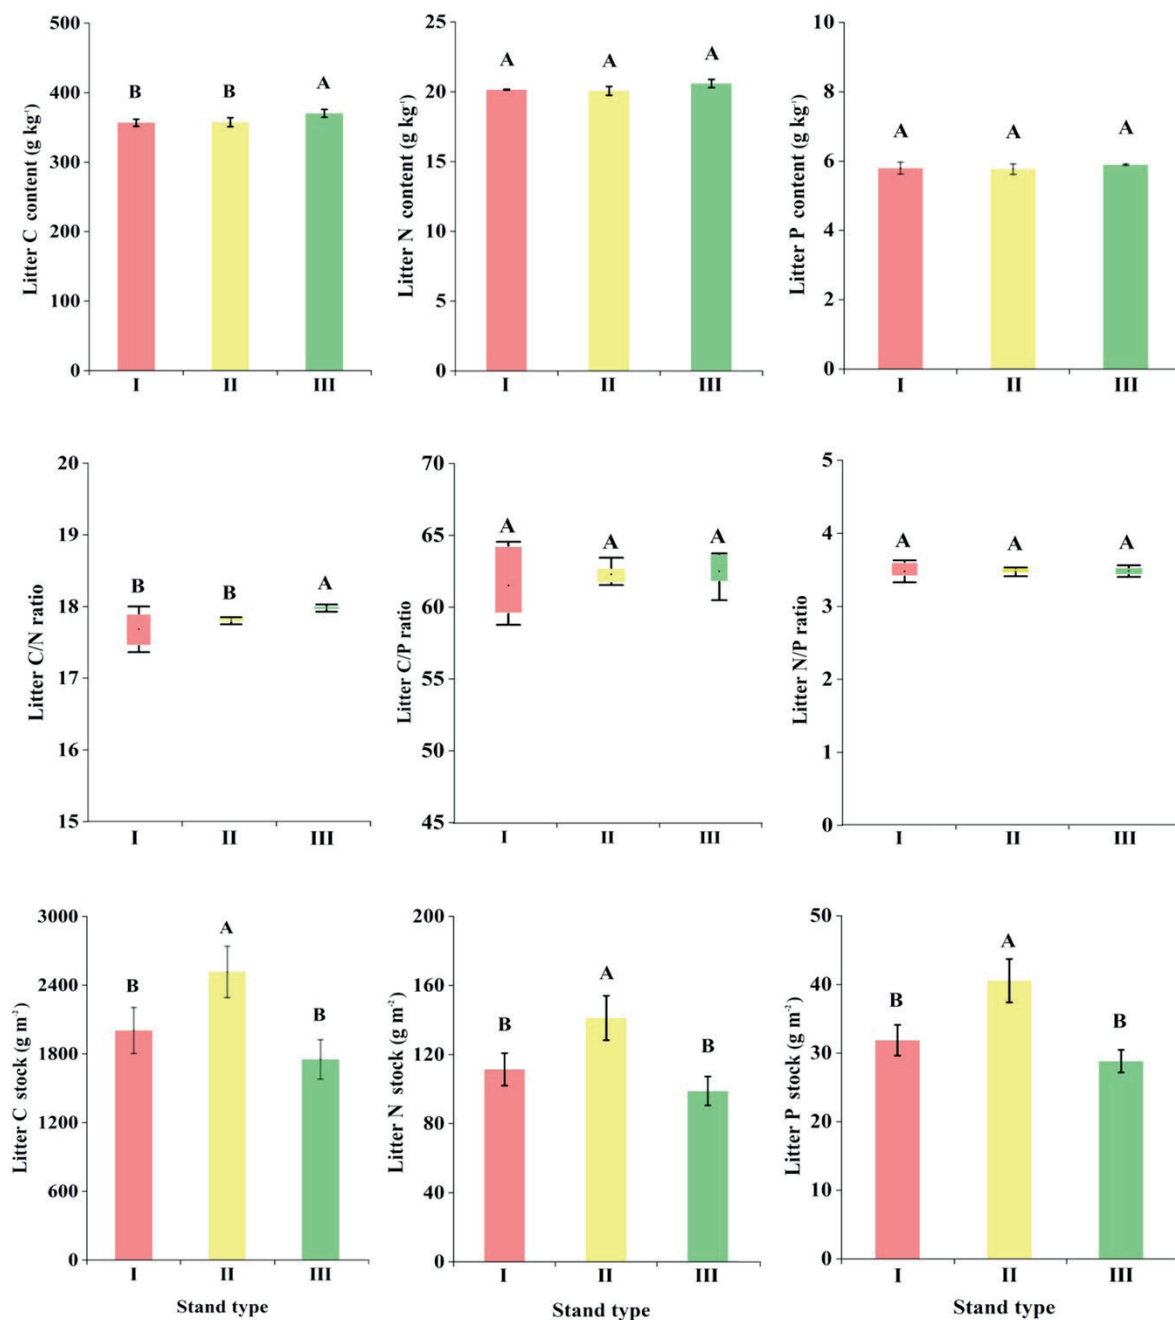 Litter C content (g kg⁻¹)
500
400
300
200
100
0
B
B
A
I
II
III
Litter N content (g kg⁻¹)
25
20
15
10
5
0
A
A
A
I
II
III
Litter P content (g kg⁻¹)
10
8
6
4
2
0
A
A
A
I
II
III
Litter C/N ratio
20
19
18
17
16
15
B
B
A
I
II
III
Litter C/P ratio
70
65
60
55
50
45
A
A
A
I
II
III
Litter N/P ratio
5
4
3
2
1
0
A
A
A
I
II
III
Litter C stock (g m⁻²)
3000
2400
1800
1200
600
0
B
A
B
I
II
III
Stand type
Litter N stock (g m⁻²)
200
160
120
80
40
0
B
A
B
I
II
III
Stand type
Litter P stock (g m⁻²)
50
40
30
20
10
0
B
A
B
I
II
III
Stand type